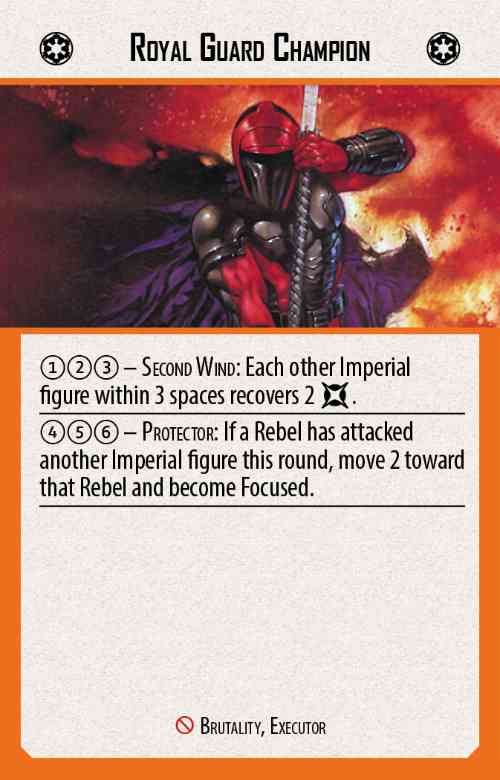 Royal Guard Champion
①②③ – Second Wind: Each other Imperial
figure within 3 spaces recovers 2 .
④⑤⑥ – Protector: If a Rebel has attacked
another Imperial figure this round, move 2 toward
that Rebel and become Focused.
Brutality, Executor